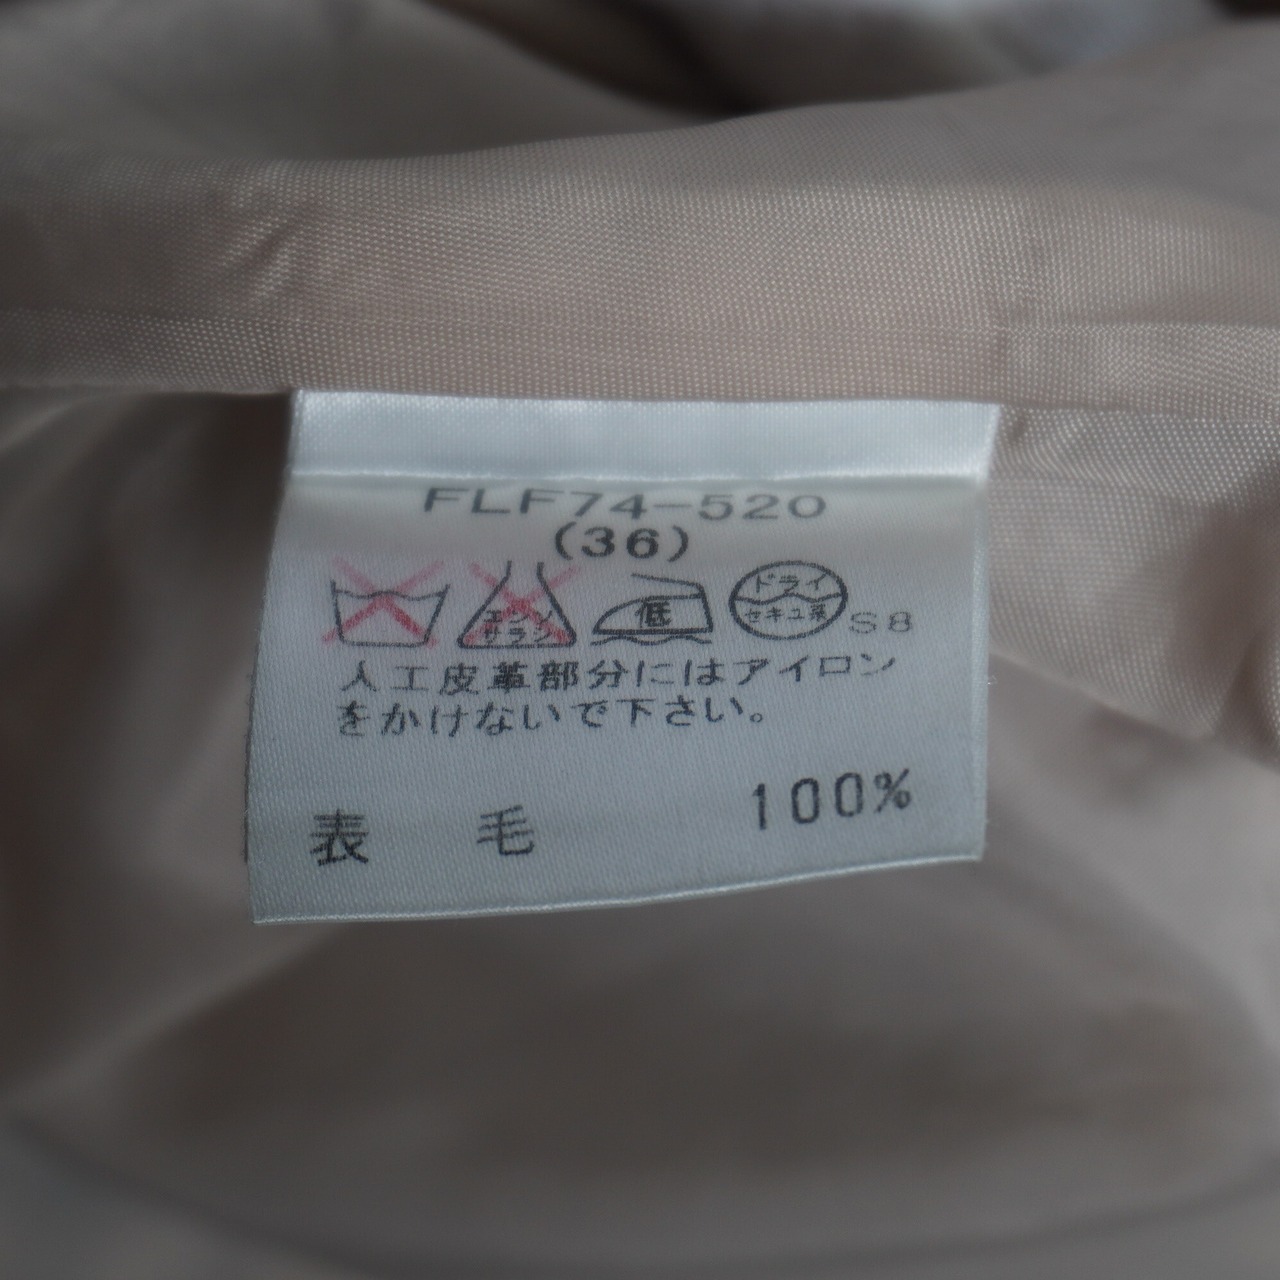 FLF74-520
(36)
エンソ
サラシ
低
ドライ
セキユ系
S8
人工皮革部分にはアイロン
をかけないで下さい。
表 毛 100%